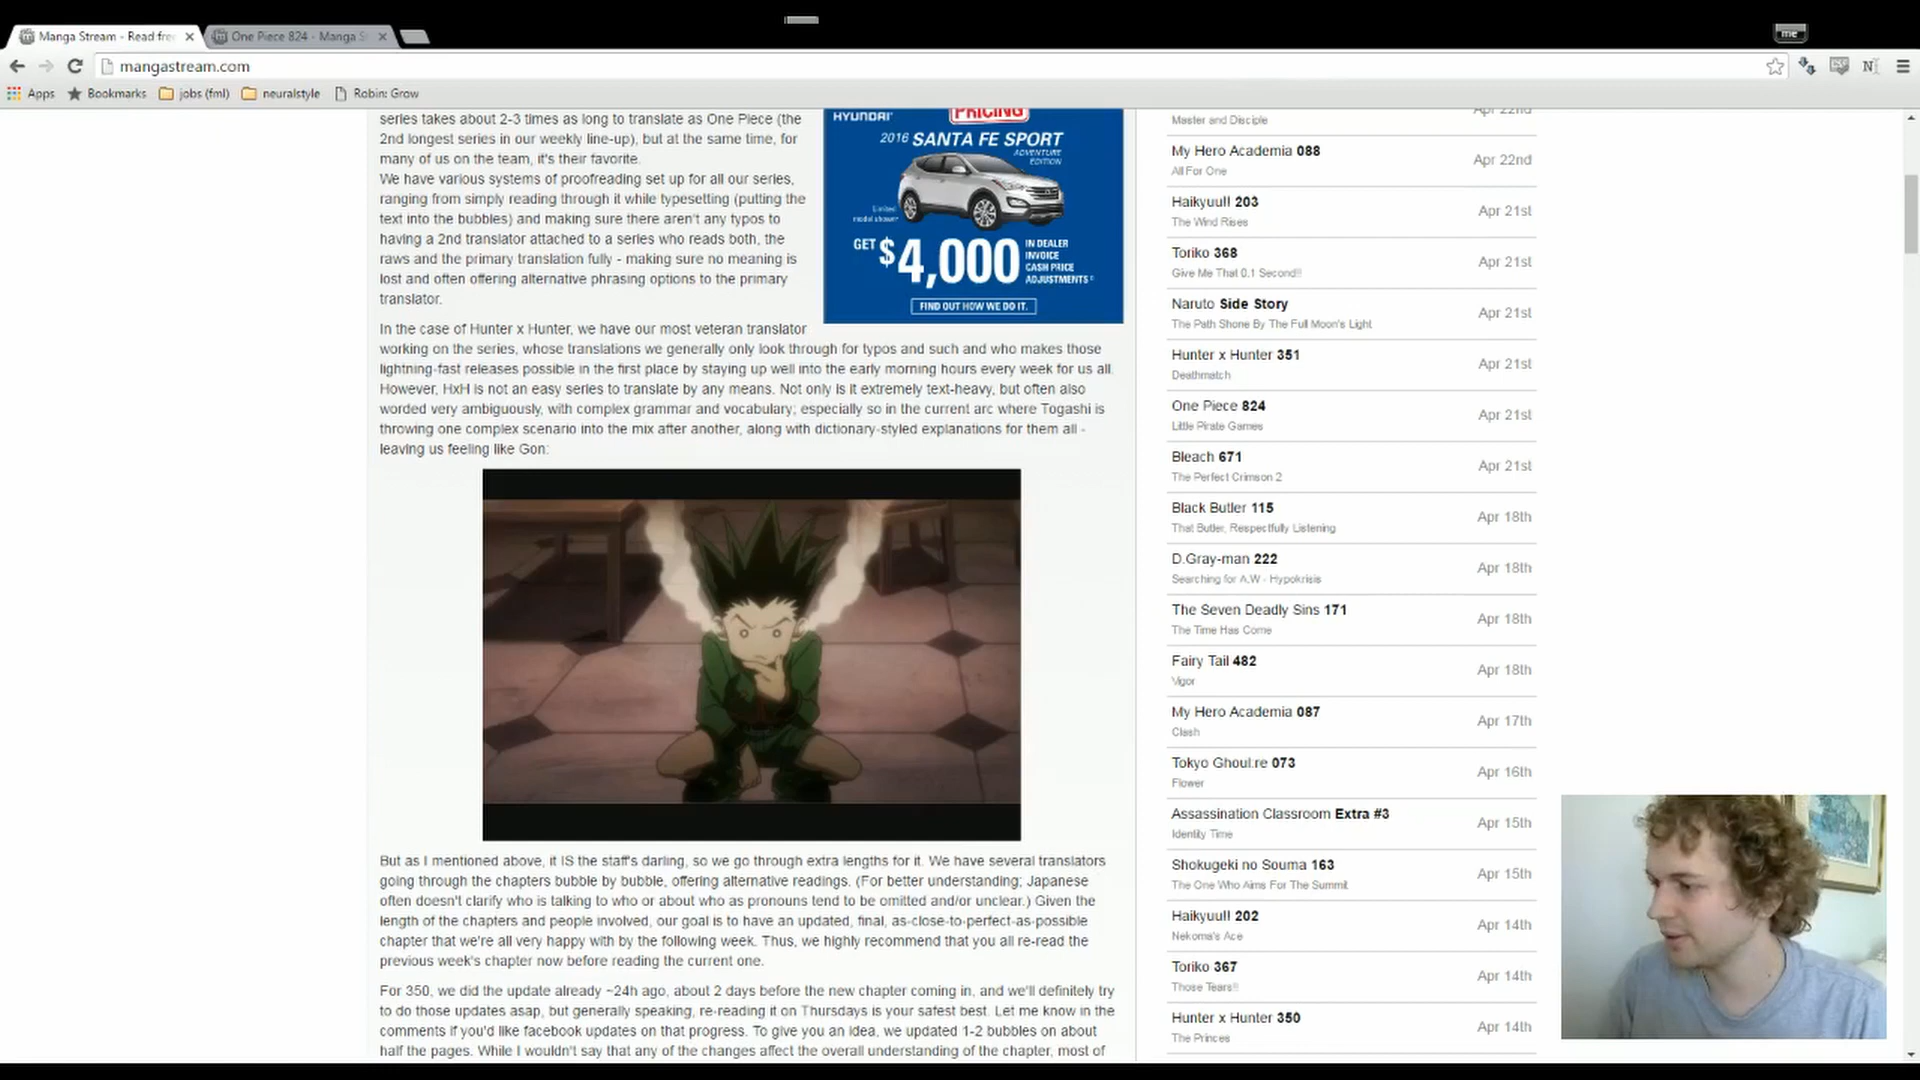 Manga Stream - Read fre
One Piece 824 - Manga S
me
mangastream.com
Apps
Bookmarks
jobs (fml)
neuralstyle
Robin: Grow
series takes about 2-3 times as long to translate as One Piece (the
2nd longest series in our weekly line-up), but at the same time, for
many of us on the team, it's their favorite.
We have various systems of proofreading set up for all our series,
ranging from simply reading through it while typesetting (putting the
text into the bubbles) and making sure there aren't any typos to
having a 2nd translator attached to a series who reads both, the
raws and the primary translation fully - making sure no meaning is
lost and often offering alternative phrasing options to the primary
translator.
HYUNDAI
PRICING
2016 SANTA FE SPORT
ADVENTURE
EDITION
Limited
model shown
GET $4,000
IN DEALER
INVOICE
CASH PRICE
ADJUSTMENTS
FIND OUT HOW WE DO IT.
In the case of Hunter x Hunter, we have our most veteran translator
working on the series, whose translations we generally only look through for typos and such and who makes those
lightning-fast releases possible in the first place by staying up well into the early morning hours every week for us all.
However, HxH is not an easy series to translate by any means. Not only is it extremely text-heavy, but often also
worded very ambiguously, with complex grammar and vocabulary; especially so in the current arc where Togashi is
throwing one complex scenario into the mix after another, along with dictionary-styled explanations for them all -
leaving us feeling like Gon:
But as I mentioned above, it IS the staff's darling, so we go through extra lengths for it. We have several translators
going through the chapters bubble by bubble, offering alternative readings. (For better understanding; Japanese
often doesn't clarify who is talking to who or about who as pronouns tend to be omitted and/or unclear.) Given the
length of the chapters and people involved, our goal is to have an updated, final, as-close-to-perfect-as-possible
chapter that we're all very happy with by the following week. Thus, we highly recommend that you all re-read the
previous week's chapter now before reading the current one.
For 350, we did the update already ~24h ago, about 2 days before the new chapter coming in, and we'll definitely try
to do those updates asap, but generally speaking, re-reading it on Thursdays is your safest best. Let me know in the
comments if you'd like facebook updates on that progress. To give you an idea, we updated 1-2 bubbles on about
half the pages. While I wouldn't say that any of the changes affect the overall understanding of the chapter, most of
Apr 22nd
Master and Disciple
My Hero Academia 088
Apr 22nd
All For One
Haikyuu!! 203
Apr 21st
The Wind Rises
Toriko 368
Apr 21st
Give Me That 0.1 Second!!
Naruto Side Story
Apr 21st
The Path Shone By The Full Moon's Light
Hunter x Hunter 351
Apr 21st
Deathmatch
One Piece 824
Apr 21st
Little Pirate Games
Bleach 671
Apr 21st
The Perfect Crimson 2
Black Butler 115
Apr 18th
That Butler, Respectfully Listening
D.Gray-man 222
Apr 18th
Searching for A.W - Hypokrisis
The Seven Deadly Sins 171
Apr 18th
The Time Has Come
Fairy Tail 482
Apr 18th
Vigor
My Hero Academia 087
Apr 17th
Clash
Tokyo Ghoul:re 073
Apr 16th
Flower
Assassination Classroom Extra #3
Apr 15th
Identity Time
Shokugeki no Souma 163
Apr 15th
The One Who Aims For The Summit
Haikyuu!! 202
Apr 14th
Nekoma's Ace
Toriko 367
Apr 14th
Those Tears!!
Hunter x Hunter 350
Apr 14th
The Princes